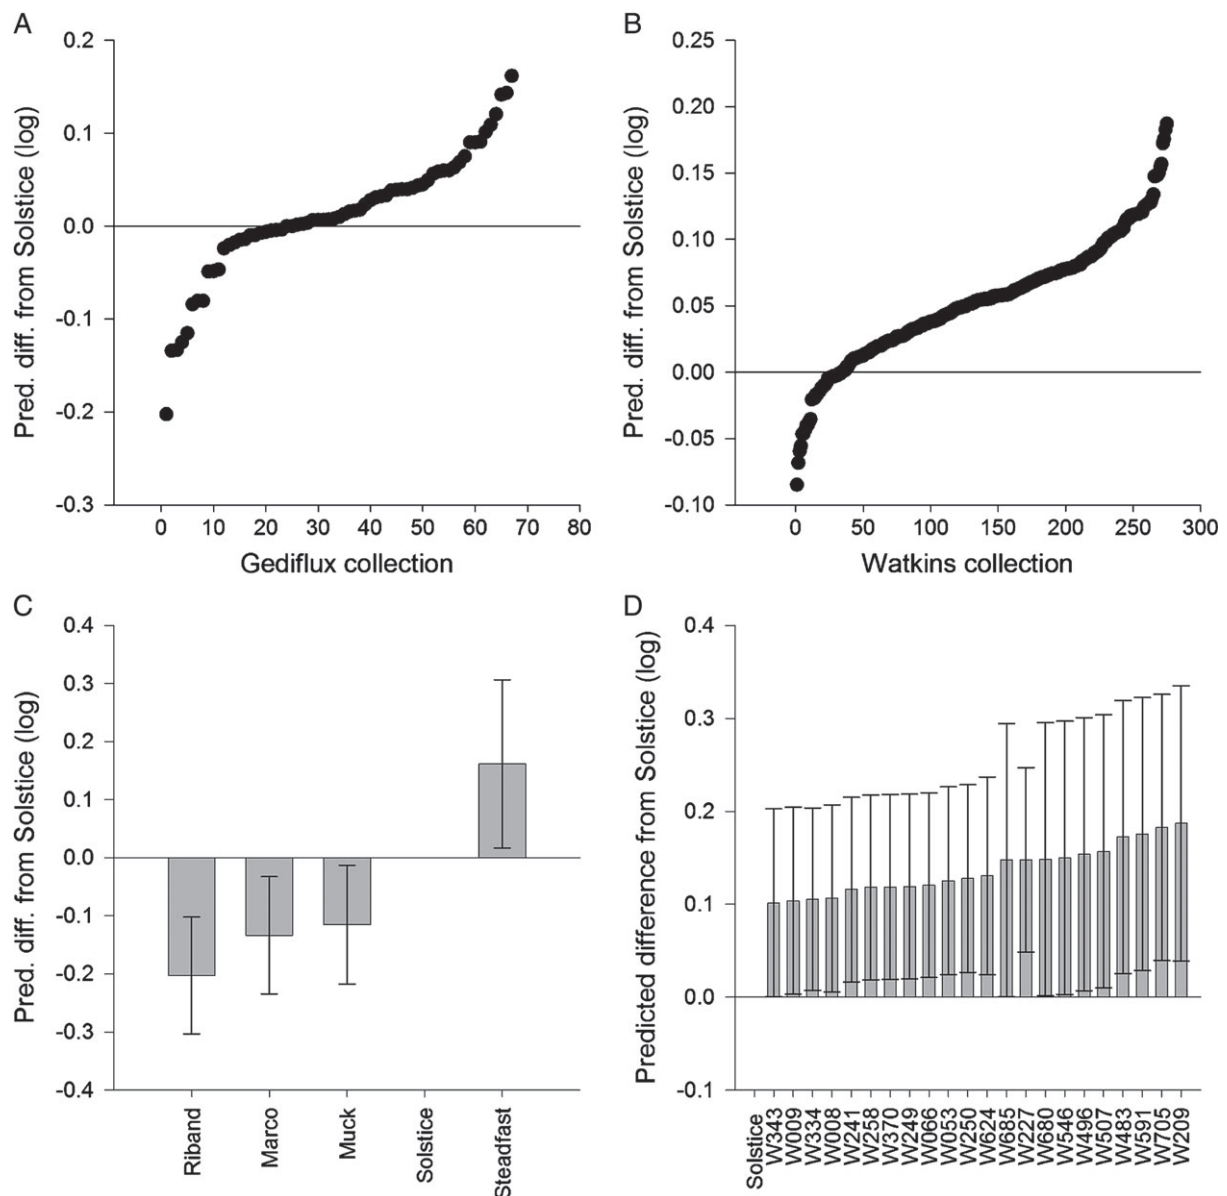 A
Pred. diff. from Solstice (log)
0.2
0.1
0.0
-0.1
-0.2
-0.3
0 10 20 30 40 50 60 70 80
Gediflux collection
B
Pred. diff. from Solstice (log)
0.25
0.20
0.15
0.10
0.05
0.00
-0.05
-0.10
0 50 100 150 200 250 300
Watkins collection
C
Pred. diff. from Solstice (log)
0.4
0.3
0.2
0.1
0.0
-0.1
-0.2
-0.3
-0.4
Riband
Marco
Muck
Solstice
Steadfast
D
Predicted difference from Solstice (log)
0.4
0.3
0.2
0.1
0.0
-0.1
Solstice
W343
W009
W334
W008
W241
W258
W370
W249
W066
W053
W250
W624
W685
W227
W680
W546
W496
W507
W483
W591
W705
W209